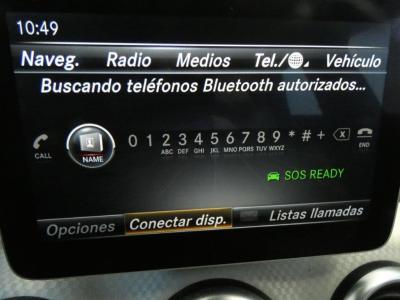 10:49
Naveg. Radio Medios Tel./ Vehículo
Buscando teléfonos Bluetooth autorizados...
0 1 2 3 4 5 6 7 8 9 * # +
ABC DEF GHI JKL MNO PQRS TUV WXYZ
CALL NAME END
SOS READY
Opciones Conectar disp. Listas llamadas